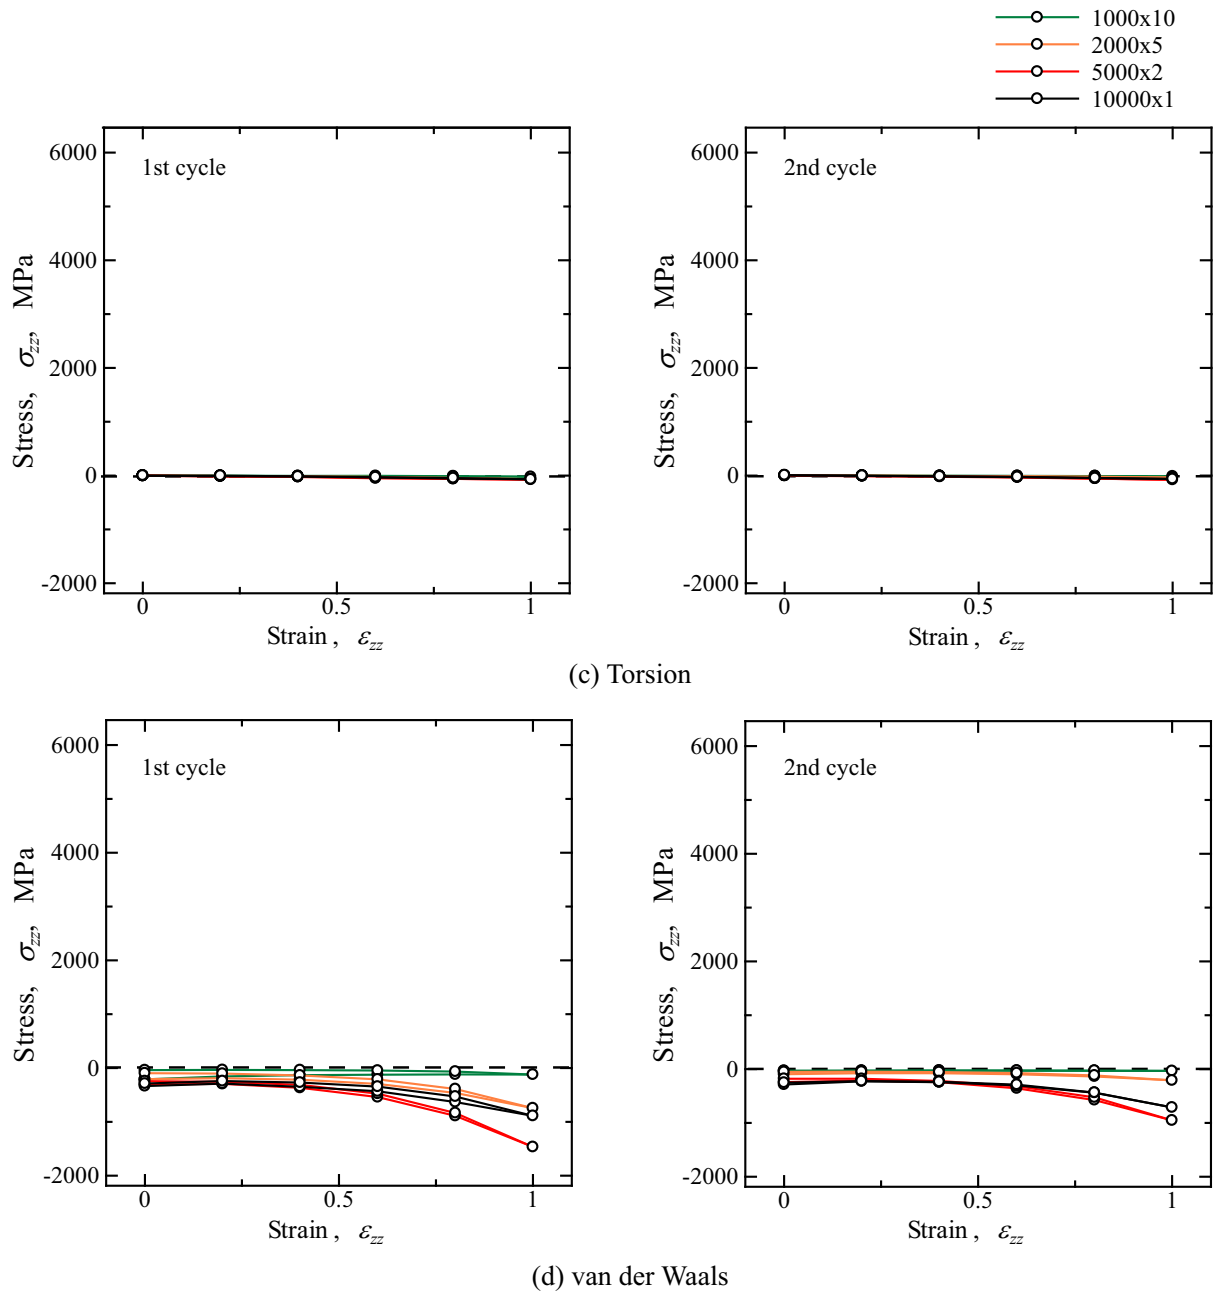 1000x10
2000x5
5000x2
10000x1
1st cycle
6000
4000
2000
0
-2000
Stress, σzz, MPa
0 0.5 1
Strain , εzz
2nd cycle
6000
4000
2000
0
-2000
Stress, σzz, MPa
0 0.5 1
Strain , εzz
(c) Torsion
1st cycle
6000
4000
2000
0
-2000
Stress, σzz, MPa
0 0.5 1
Strain , εzz
2nd cycle
6000
4000
2000
0
-2000
Stress, σzz, MPa
0 0.5 1
Strain , εzz
(d) van der Waals